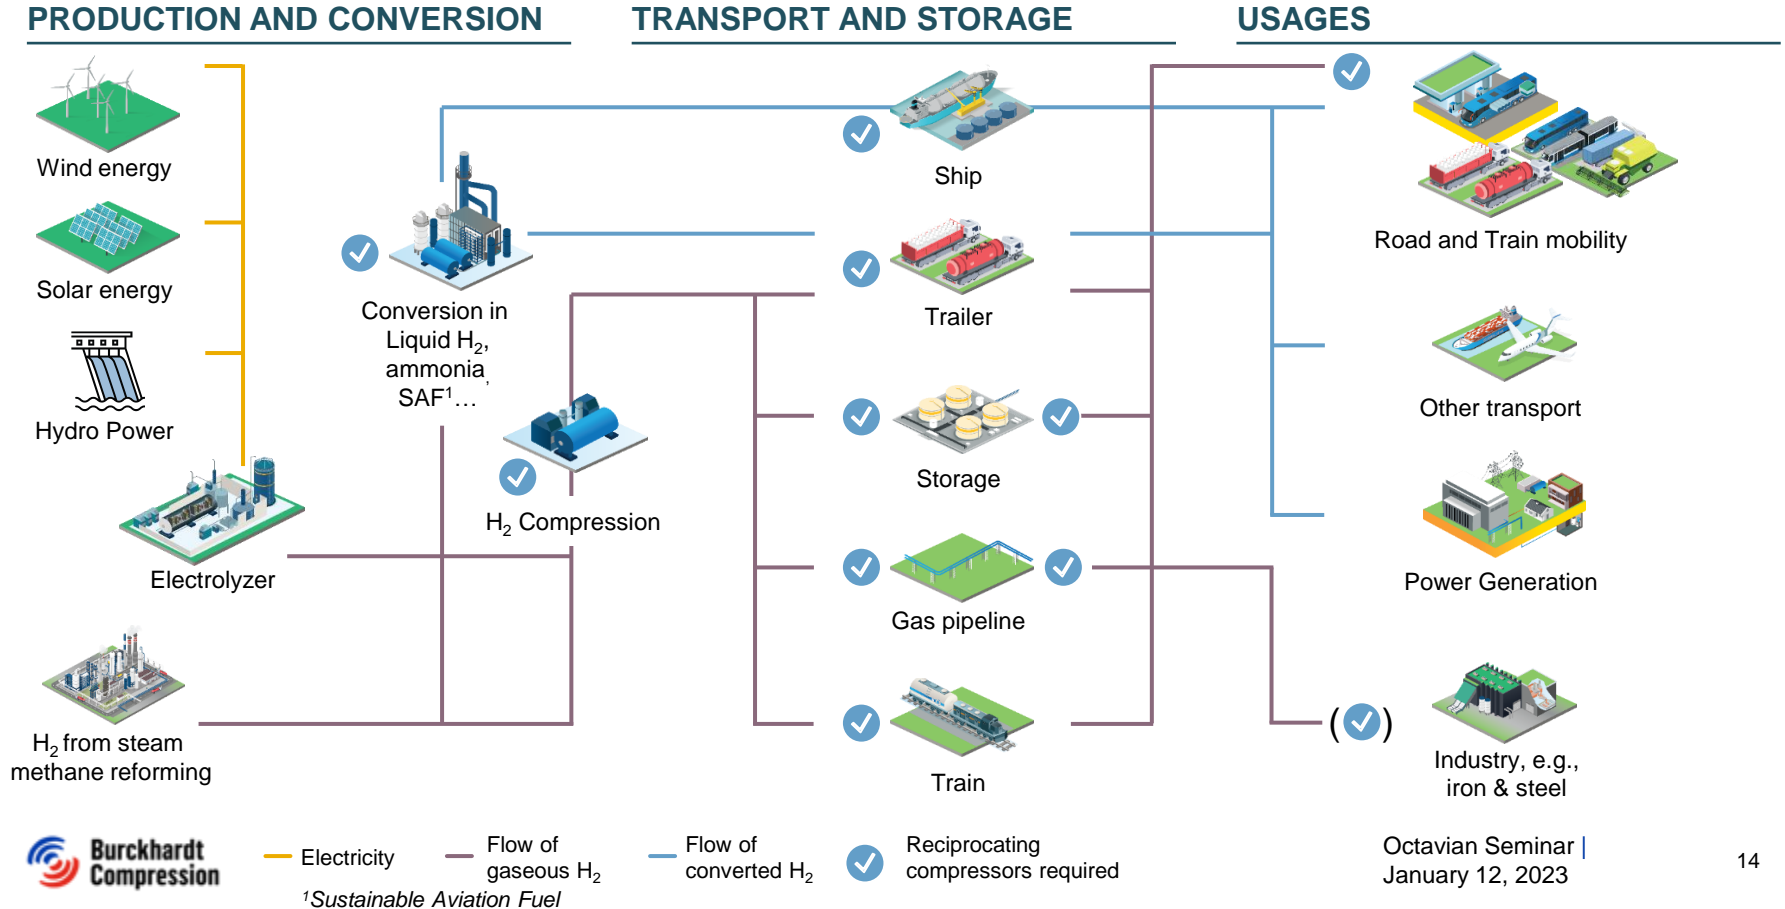 PRODUCTION AND CONVERSION
TRANSPORT AND STORAGE
USAGES
Wind energy
Solar energy
Hydro Power
Electrolyzer
H2 from steam
methane reforming
Conversion in
Liquid H2,
ammonia,
SAF1…
H2 Compression
Ship
Trailer
Storage
Gas pipeline
Train
Road and Train mobility
Other transport
Power Generation
( )
Industry, e.g.,
iron & steel
Burckhardt
Compression
Electricity
Flow of
gaseous H2
Flow of
converted H2
Reciprocating
compressors required
1Sustainable Aviation Fuel
Octavian Seminar |
January 12, 2023
14